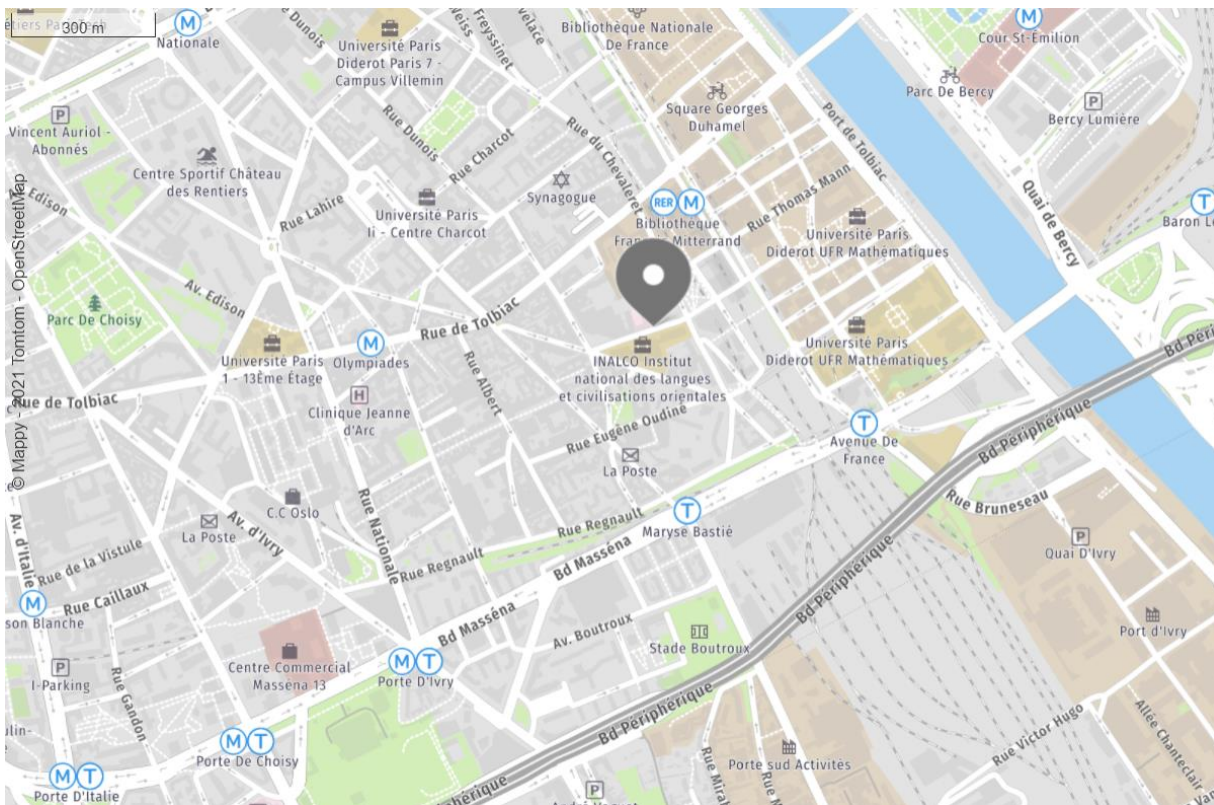 300 m
Nationale
Rue Dunois
Université Paris
Diderot Paris 7 -
Campus Villemin
Bibliothèque Nationale
De France
Cour St-Emilion
Parc De Bercy
Bercy Lumière
Vincent Auriol -
Abonnés
Square Georges
Duhamel
Port de Tolbiac
Rue Dunois
Rue Charcot
Rue du Chevaleret
Centre Sportif Château
des Rentiers
Av. Edison
Rue Lahire
Université Paris
Ii - Centre Charcot
Synagogue
RER
M
Bibliothèque
Mitterrand
Rue Thomas Mann
Université Paris
Diderot UFR Mathématiques
Quai de Bercy
T
Parc De Choisy
Av. Edison
Rue de Tolbiac
Université Paris
1 - 13Ème Étage
Olympiades
INALCO Institut
national des langues
et civilisations orientales
Université Paris
Diderot UFR Mathématiques
Clinique Jeanne
d'Arc
Rue Albert
Rue de Tolbiac
Rue Eugène Oudiné
Avenue De
France
Bd Périphérique
La Poste
C.C Oslo
La Poste
Av. d'Ivry
Rue Nationale
Rue Regnault
Maryse Bastié
Rue Bruneseau
Quai D'Ivry
Av. d'Italie
Rue de la Vistule
Rue Caillaux
Rue Regnault
Bd Masséna
Bd Périphérique
Port d'Ivry
Bd Masséna
Av. Boutroux
Stade Boutroux
Centre Commercial
Massena 13
Porte D'Ivry
I-Parking
Rue Gandon
Bd Périphérique
Rue Victor Hugo
Allée Chanteclair
Porte De Choisy
Porte sud Activités
Porte D'Italie
© Mappy - 2021 Tomtom - OpenStreetMap